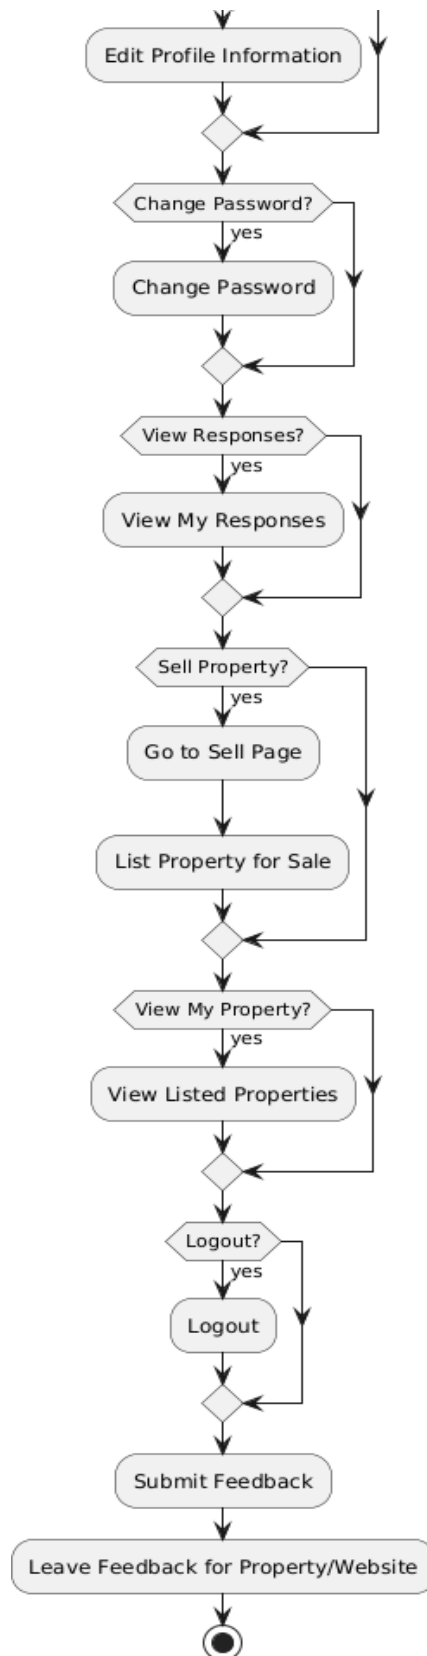 Edit Profile Information
Change Password?
yes
Change Password
View Responses?
yes
View My Responses
Sell Property?
yes
Go to Sell Page
List Property for Sale
View My Property?
yes
View Listed Properties
Logout?
yes
Logout
Submit Feedback
Leave Feedback for Property/Website